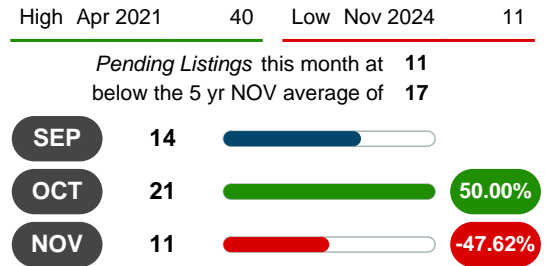 High Apr 2021 40 Low Nov 2024 11
Pending Listings this month at 11
below the 5 yr NOV average of 17
SEP 14
OCT 21 50.00%
NOV 11 -47.62%